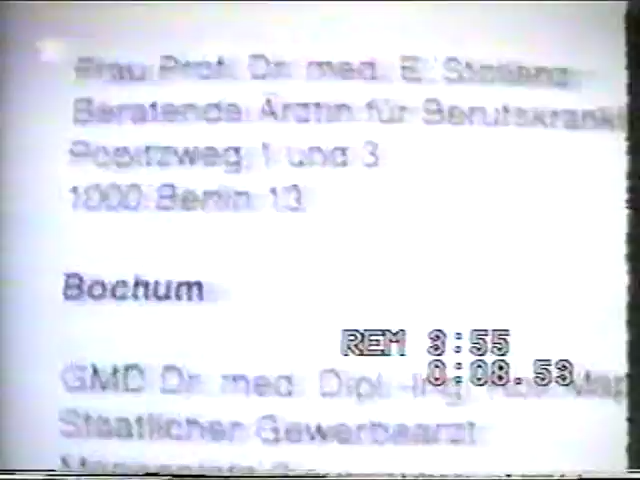 Frau Prof. Dr. med. E.
Beratende Ärztin für
Popitzweg 1 und 3
1000 Berlin 13
Bochum
REM 3:55
GMD Dr. med. Dipl.-Ing.
0:08.53
Staatlicher Gewerbearzt